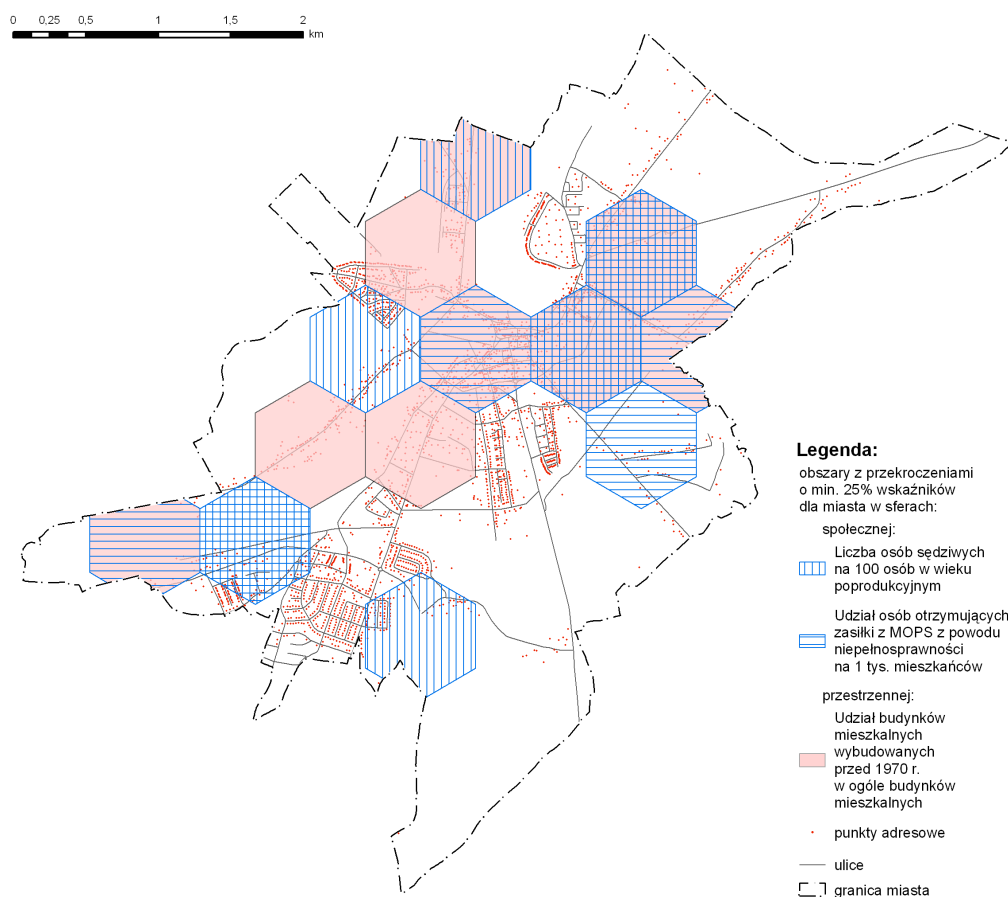 0 0,25 0,5 1 1,5 2
km
Legenda:
obszary z przekroczeniami
o min. 25% wskaźników
dla miasta w sferach:
społecznej:
Liczba osób sędziwych
na 100 osób w wieku
poprodukcyjnym
Udział osób otrzymujących
zasiłki z MOPS z powodu
niepełnosprawności
na 1 tys. mieszkańców
przestrzennej:
Udział budynków
mieszkalnych
wybudowanych
przed 1970 r.
w ogóle budynków
mieszkalnych
punkty adresowe
ulice
granica miasta